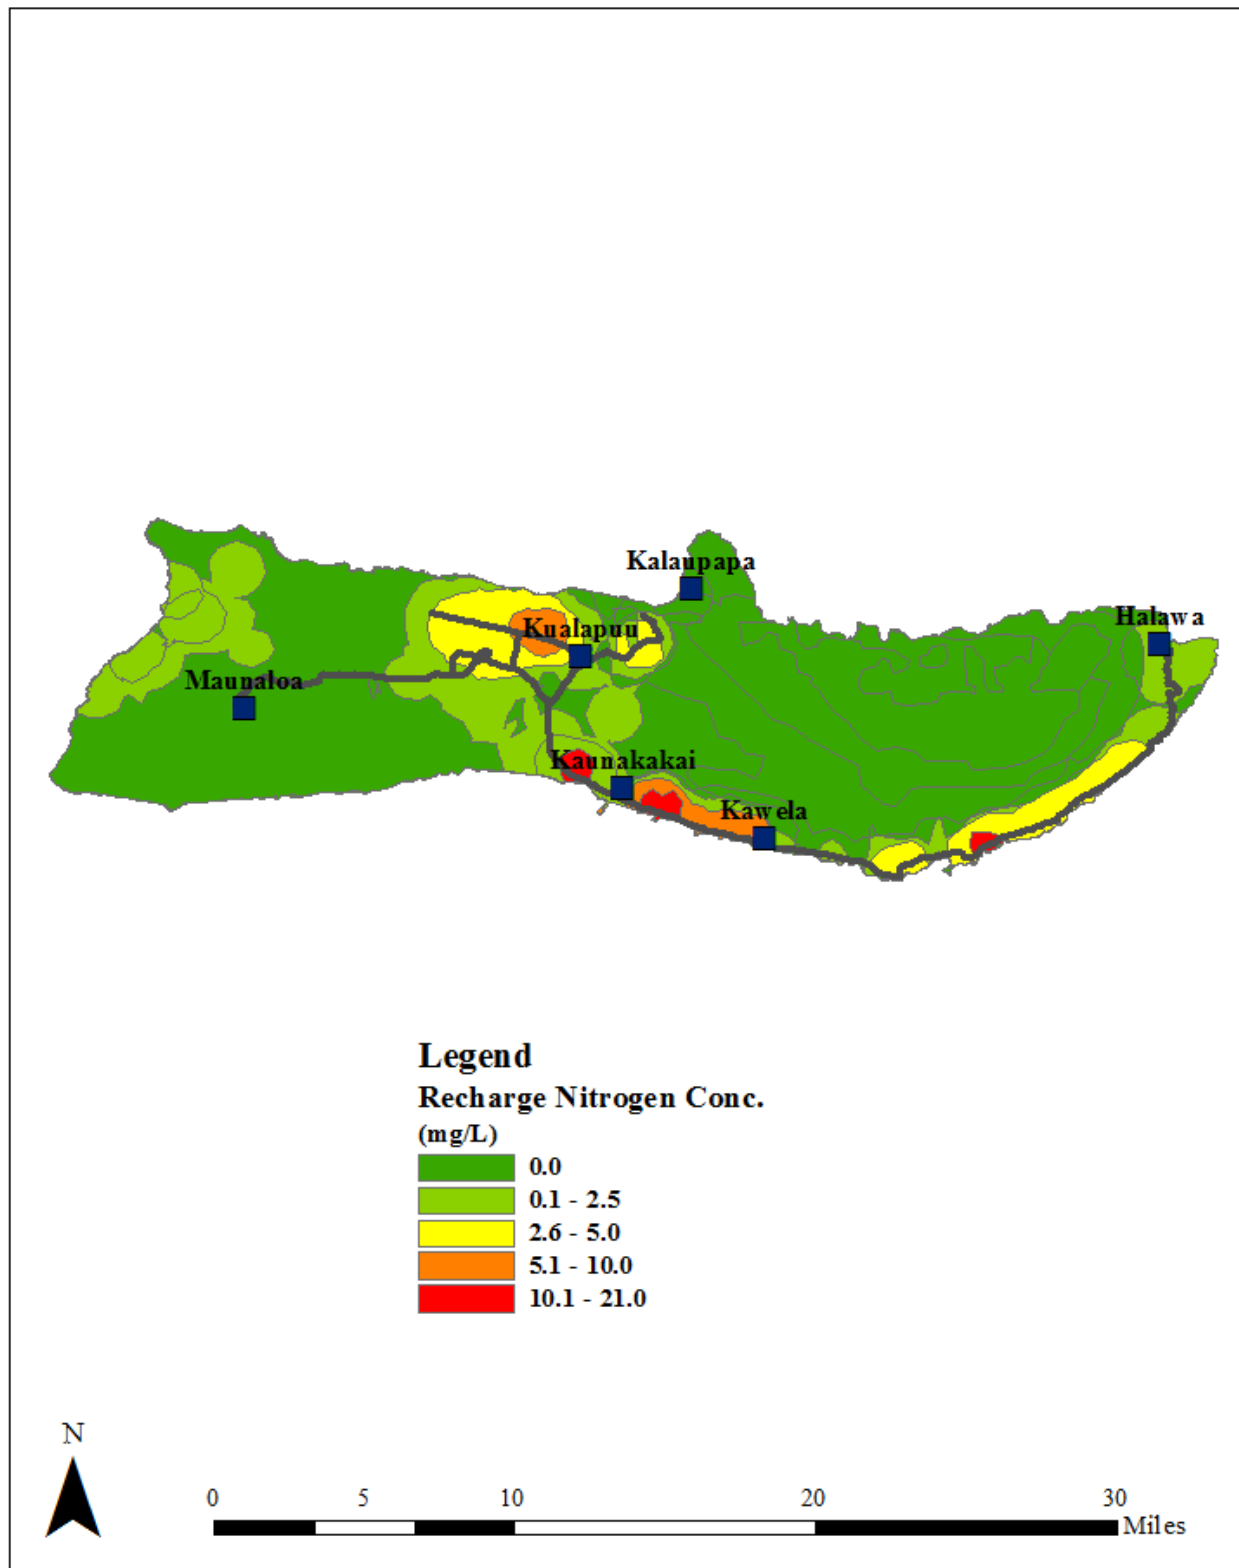 Kalaupapa
Halawa
Kualapuu
Maunaloa
Kaunakakai
Kawela
Legend
Recharge Nitrogen Conc.
(mg/L)
0.0
0.1 - 2.5
2.6 - 5.0
5.1 - 10.0
10.1 - 21.0
N
0 5 10 20 30
Miles